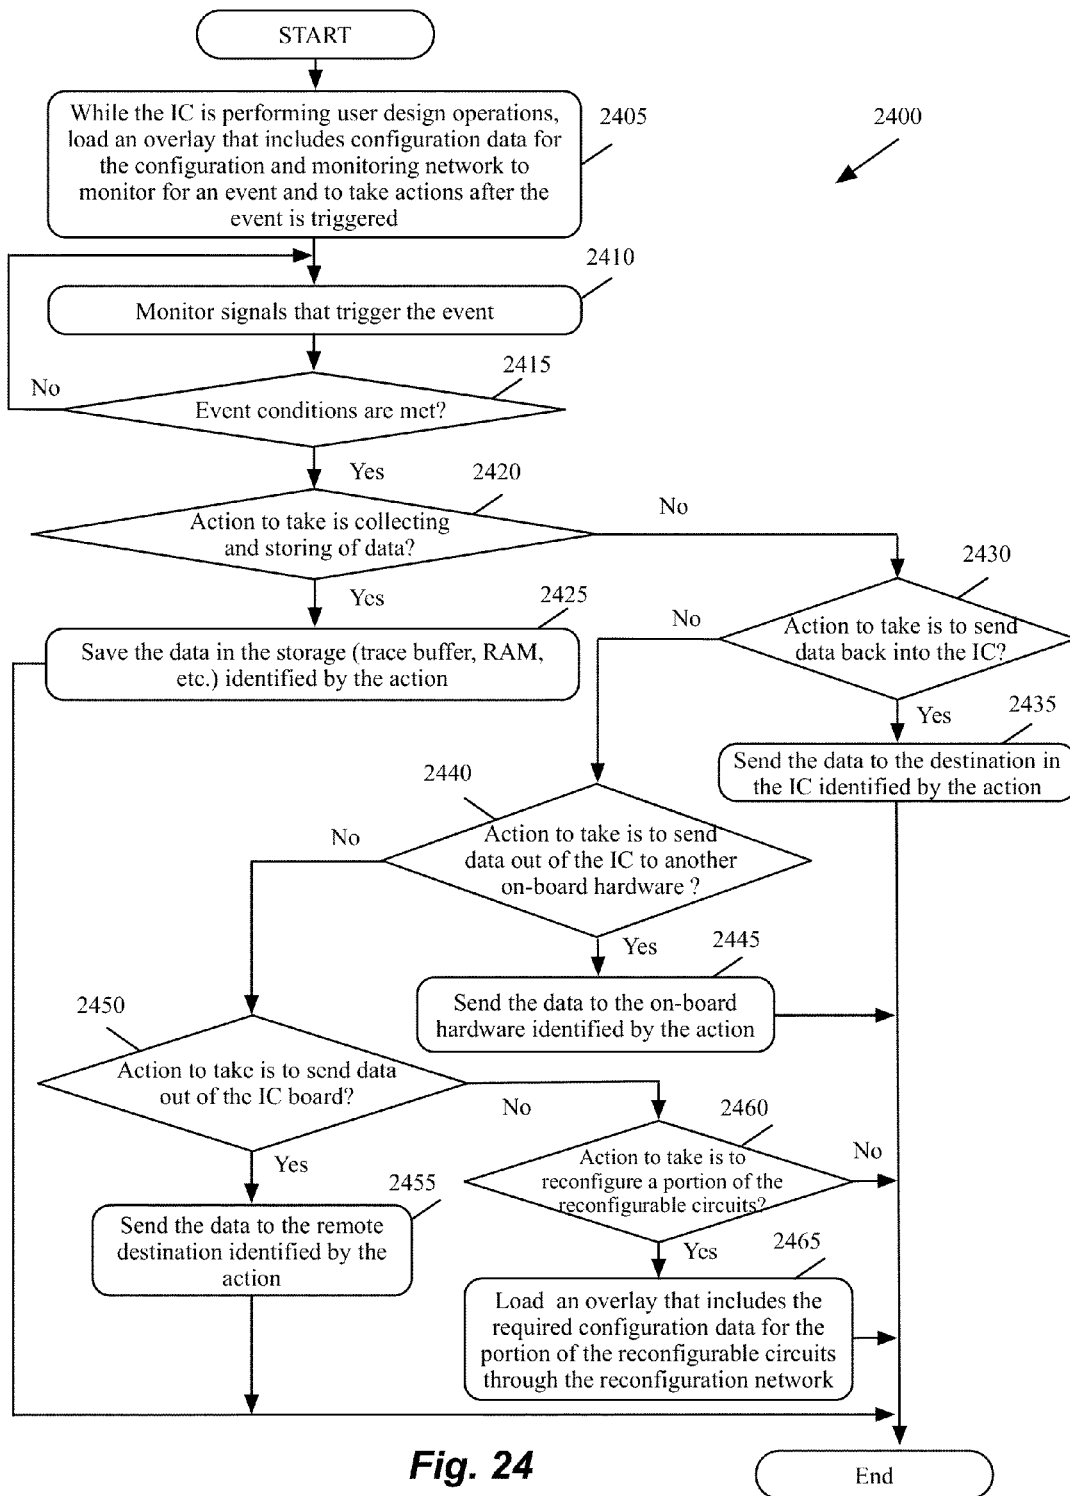 START
While the IC is performing user design operations,
load an overlay that includes configuration data for
the configuration and monitoring network to
monitor for an event and to take actions after the
event is triggered
2405
2400
2410
Monitor signals that trigger the event
2415
No
Event conditions are met?
Yes
2420
Action to take is collecting
and storing of data?
No
Yes
2425
2430
Save the data in the storage (trace buffer, RAM,
etc.) identified by the action
No
Action to take is to send
data back into the IC?
Yes
2435
Send the data to the destination in
the IC identified by the action
2440
No
Action to take is to send
data out of the IC to another
on-board hardware ?
Yes
2445
Send the data to the on-board
hardware identified by the action
2450
Action to take is to send data
out of the IC board?
No
2460
Yes
Action to take is to
reconfigure a portion of the
reconfigurable circuits?
No
2455
Send the data to the remote
destination identified by the
action
Yes
2465
Load an overlay that includes the
required configuration data for the
portion of the reconfigurable circuits
through the reconfiguration network
Fig. 24
End